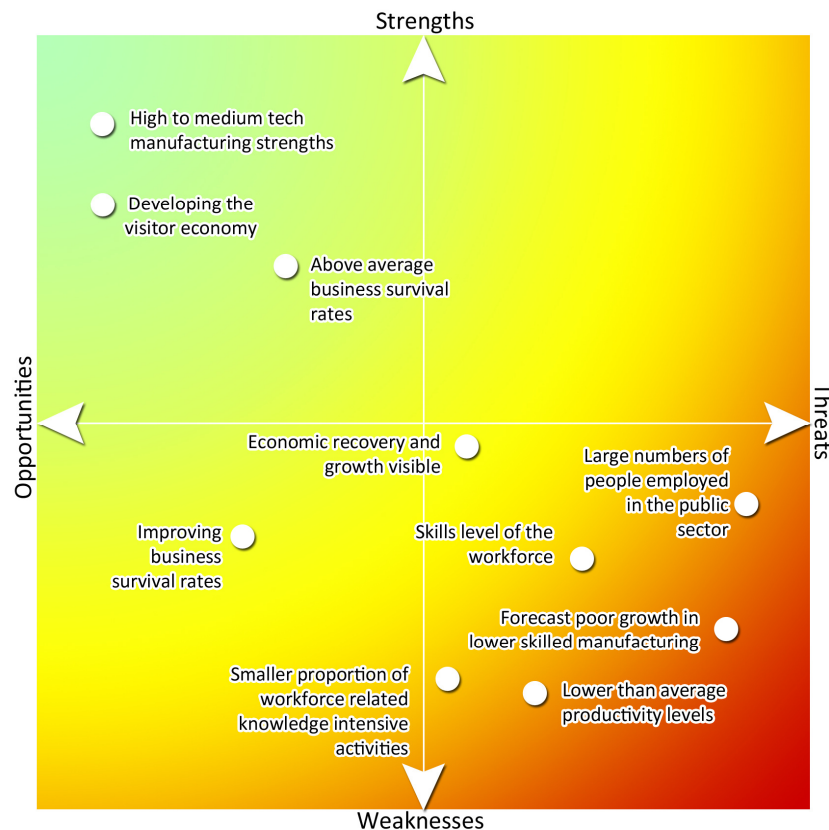 Strengths
High to medium tech
manufacturing strengths
Developing the
visitor economy
Above average
business survival
rates
Opportunities
Threats
Economic recovery and
growth visible
Large numbers of
people employed
in the public
sector
Improving
business
survival rates
Skills level of the
workforce
Forecast poor growth in
lower skilled manufacturing
Smaller proportion of
workforce related
knowledge intensive
activities
Lower than average
productivity levels
Weaknesses